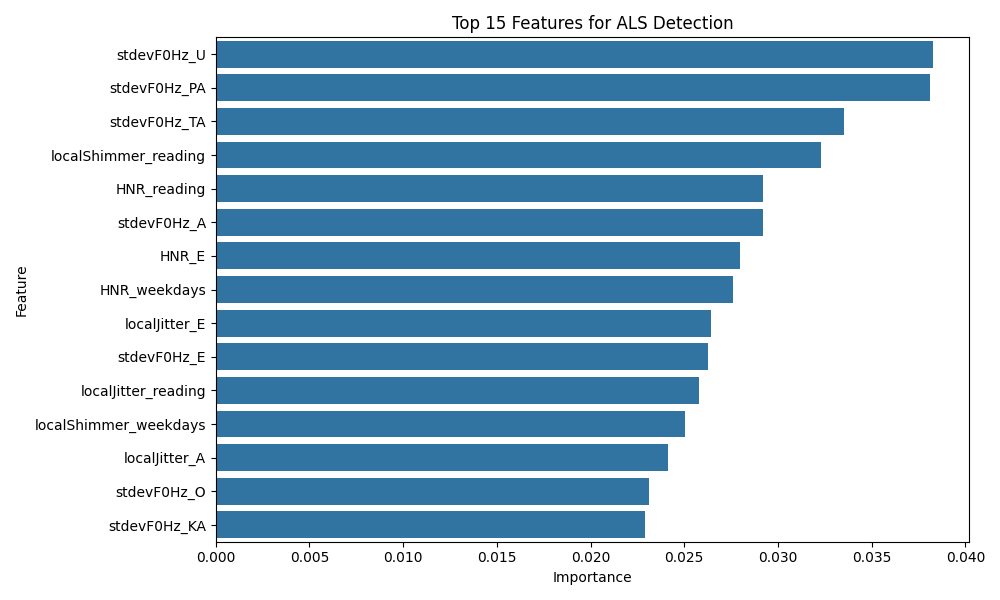 Top 15 Features for ALS Detection
Feature
stdevF0Hz_U
stdevF0Hz_PA
stdevF0Hz_TA
localShimmer_reading
HNR_reading
stdevF0Hz_A
HNR_E
HNR_weekdays
localJitter_E
stdevF0Hz_E
localJitter_reading
localShimmer_weekdays
localJitter_A
stdevF0Hz_O
stdevF0Hz_KA
0.000 0.005 0.010 0.015 0.020 0.025 0.030 0.035 0.040
Importance